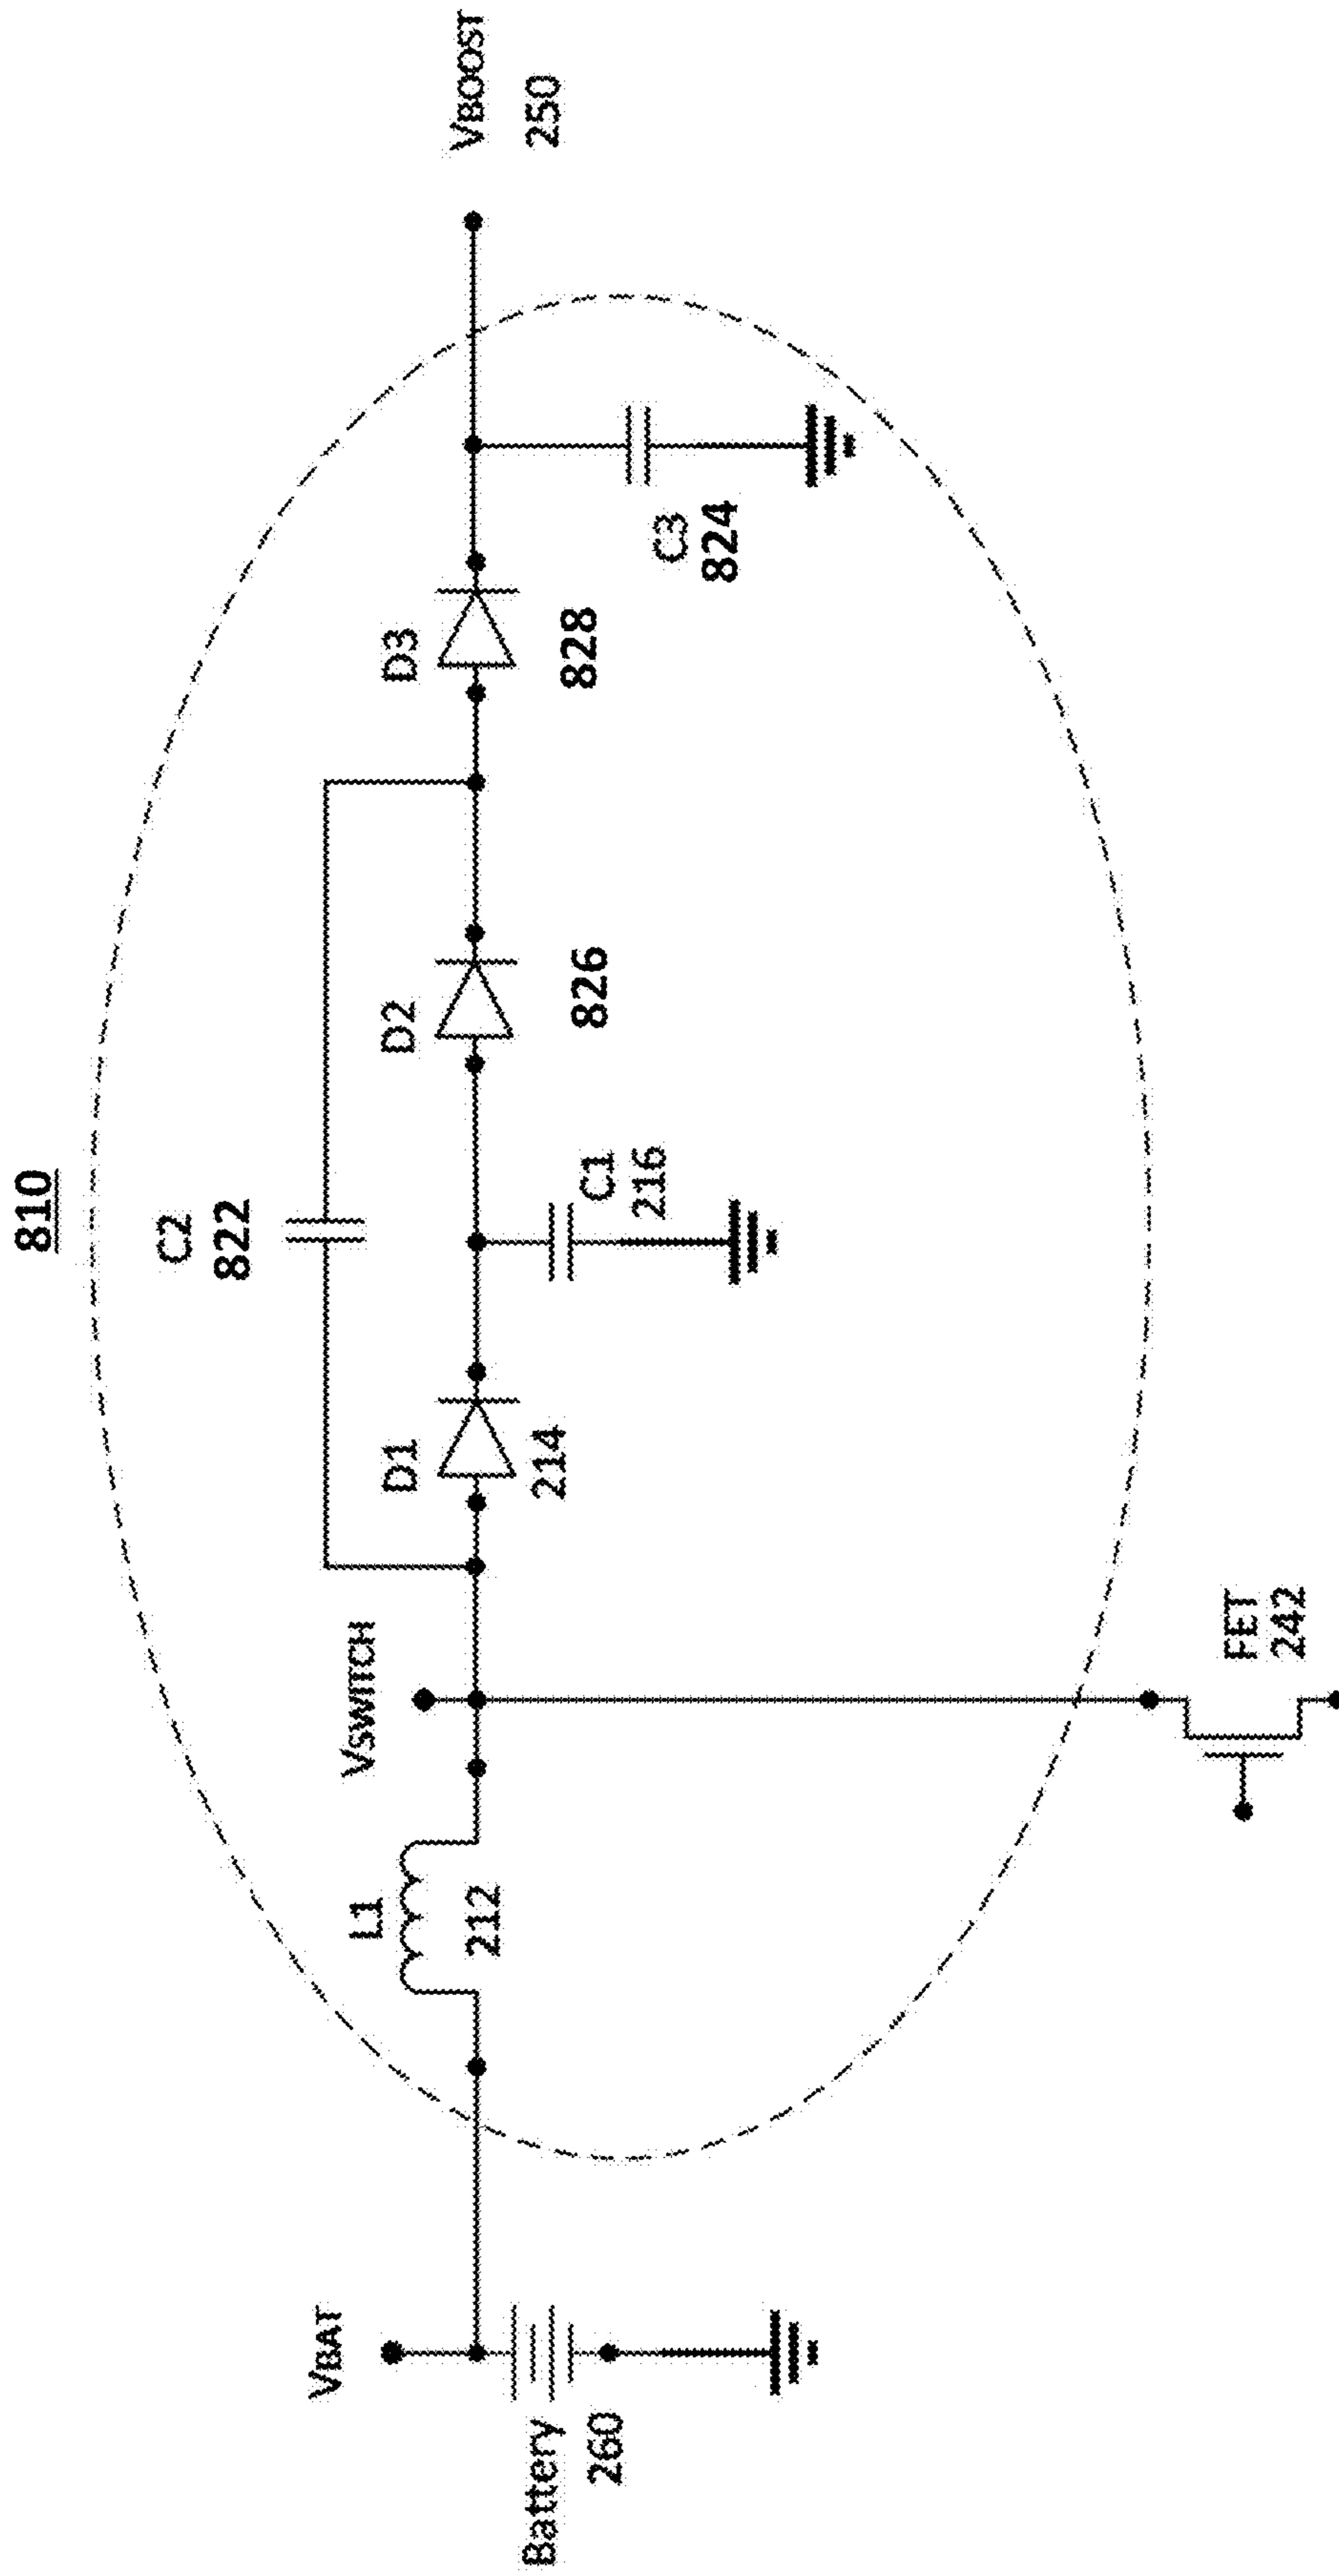 810
C2
822
VBAT
L1
VSWITCH
D1
D2
D3
VBOOST
250
212
214
C1
216
826
828
C3
824
Battery
260
FET
242